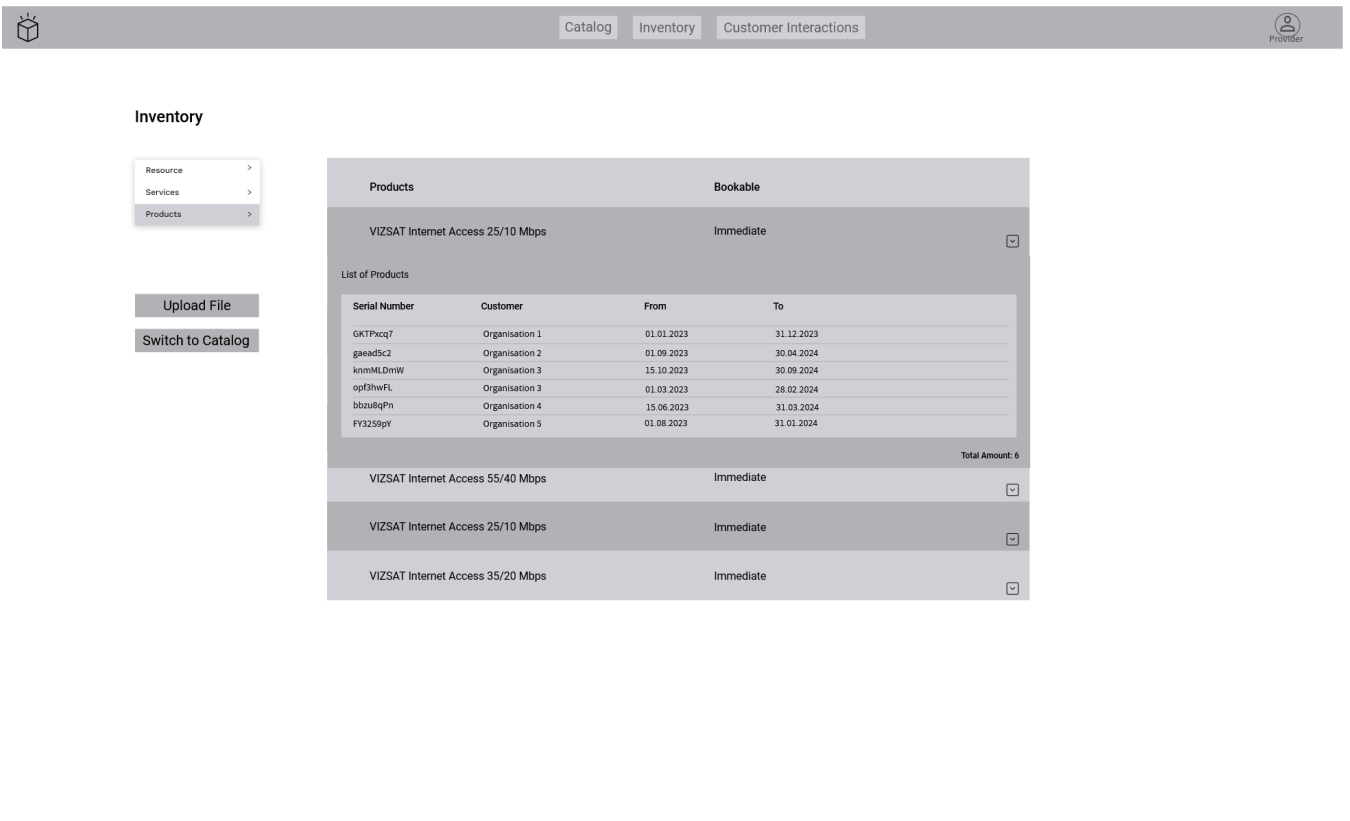 Catalog Inventory Customer Interactions
Provider
Inventory
Resource >
Services >
Products >
Upload File
Switch to Catalog
Products Bookable
VIZSAT Internet Access 25/10 Mbps Immediate
List of Products
Serial Number Customer From To
GKTPxcq7 Organisation 1 01.01.2023 31.12.2023
gaead5c2 Organisation 2 01.09.2023 30.04.2024
knmMLDmW Organisation 3 15.10.2023 30.09.2024
opf3hwFL Organisation 3 01.03.2023 28.02.2024
bbzu8qPn Organisation 4 15.06.2023 31.03.2024
FY32S9pY Organisation 5 01.08.2023 31.01.2024
Total Amount: 6
VIZSAT Internet Access 55/40 Mbps Immediate
VIZSAT Internet Access 25/10 Mbps Immediate
VIZSAT Internet Access 35/20 Mbps Immediate